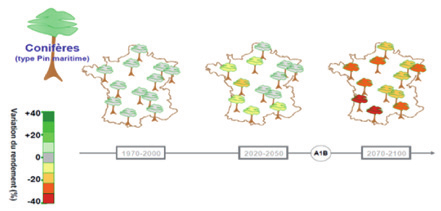 Conifères
(type Pin maritime)
Variation du rendement (%)
+40
+20
0
-20
-40
1970-2000
2020-2050
A1B
2070-2100